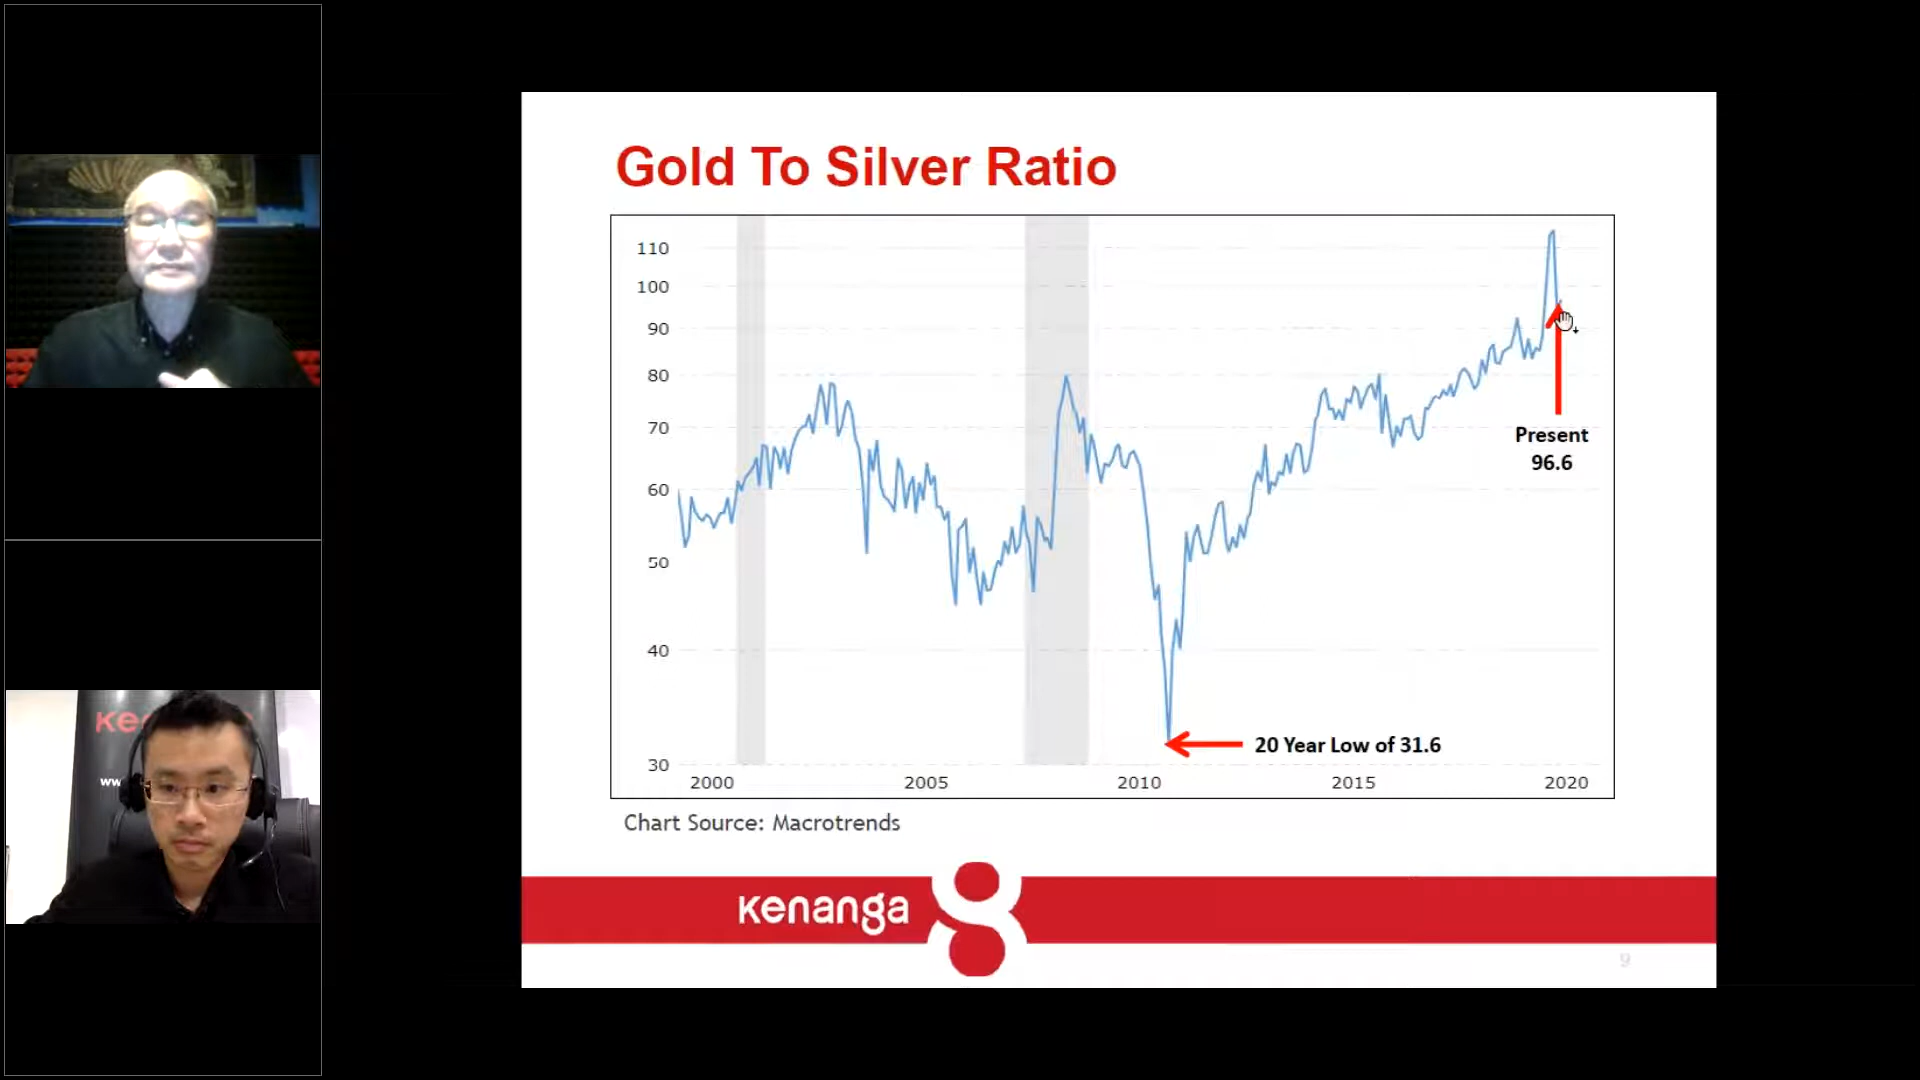 Gold To Silver Ratio
110
100
90
80
70
60
50
40
30
2000 2005 2010 2015 2020
Present
96.6
20 Year Low of 31.6
Chart Source: Macrotrends
kenanga
9